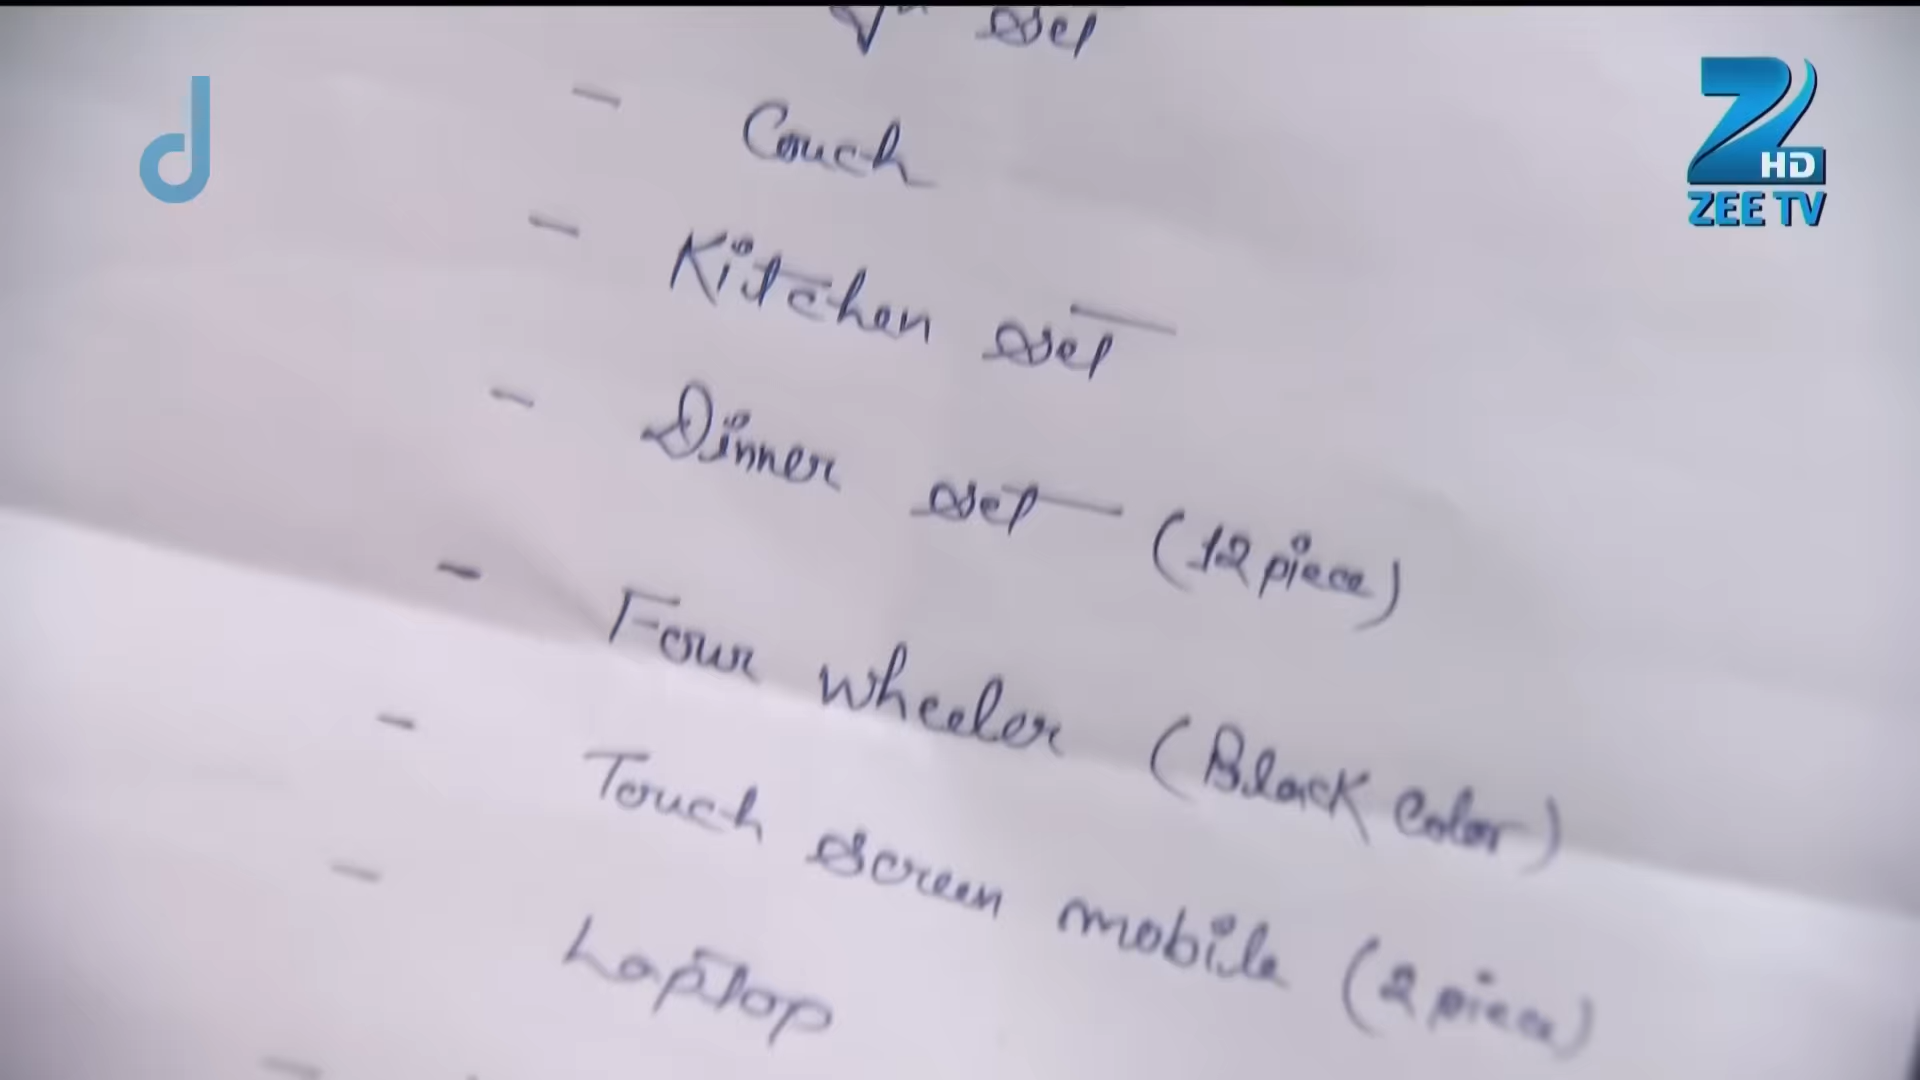 set
- Couch
- Kitchen set
- Dinner set (12 piece)
- Four wheeler (Black Color)
- Touch screen mobile (2 piece)
- Laptop
d
Z HD
ZEE TV